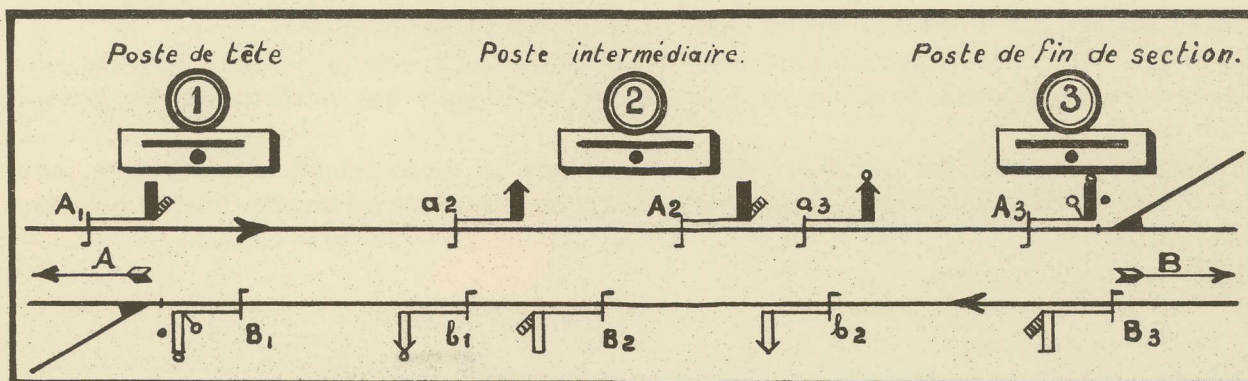 Poste de tête Poste intermédiaire. Poste de fin de section.
1 2 3
A₁ a₂ A₂ a₃ A₃
A B
B₁ b₁ B₂ b₂ B₃